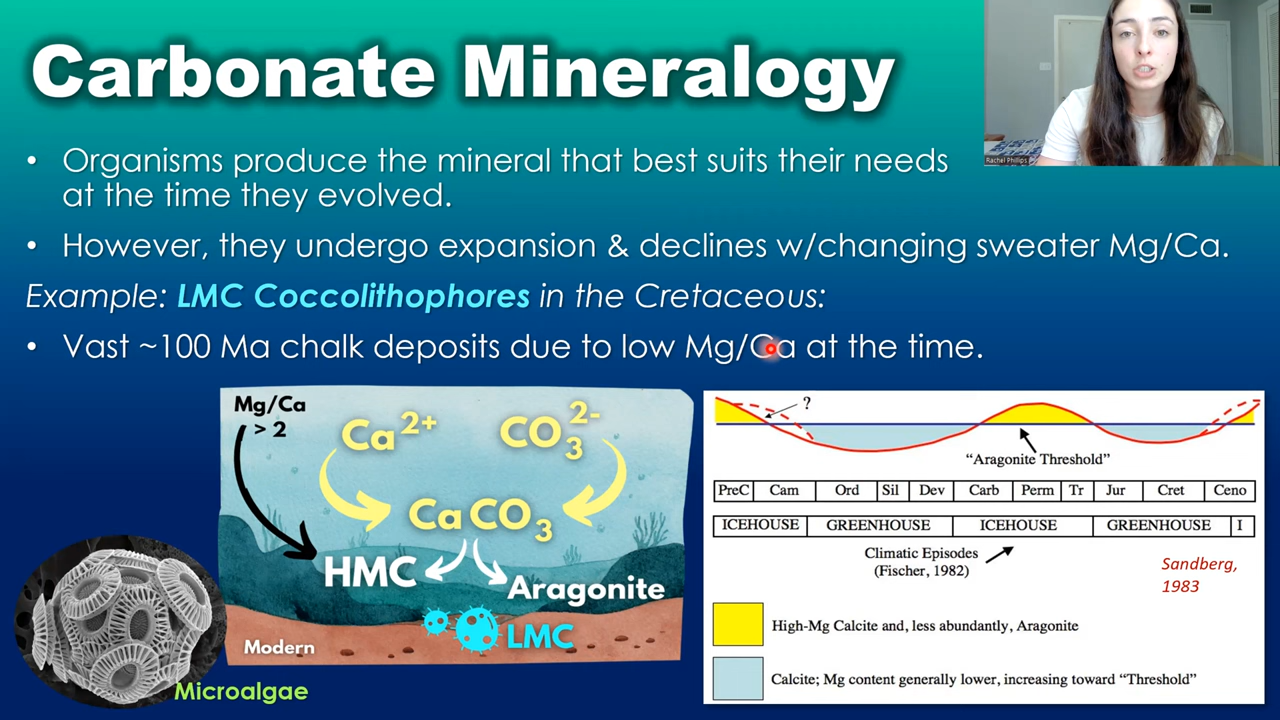 Carbonate Mineralogy
Rachel Phillips
• Organisms produce the mineral that best suits their needs
at the time they evolved.
• However, they undergo expansion & declines w/changing sweater Mg/Ca.
Example: LMC Coccolithophores in the Cretaceous:
• Vast ~100 Ma chalk deposits due to low Mg/Ca at the time.
Mg/Ca
> 2
Ca2+
CO32-
CaCO3
HMC
Aragonite
LMC
Modern
Microalgae
?
“Aragonite Threshold”
PreC Cam Ord Sil Dev Carb Perm Tr Jur Cret Ceno
ICEHOUSE GREENHOUSE ICEHOUSE GREENHOUSE I
Climatic Episodes
(Fischer, 1982)
Sandberg,
1983
High-Mg Calcite and, less abundantly, Aragonite
Calcite; Mg content generally lower, increasing toward “Threshold”